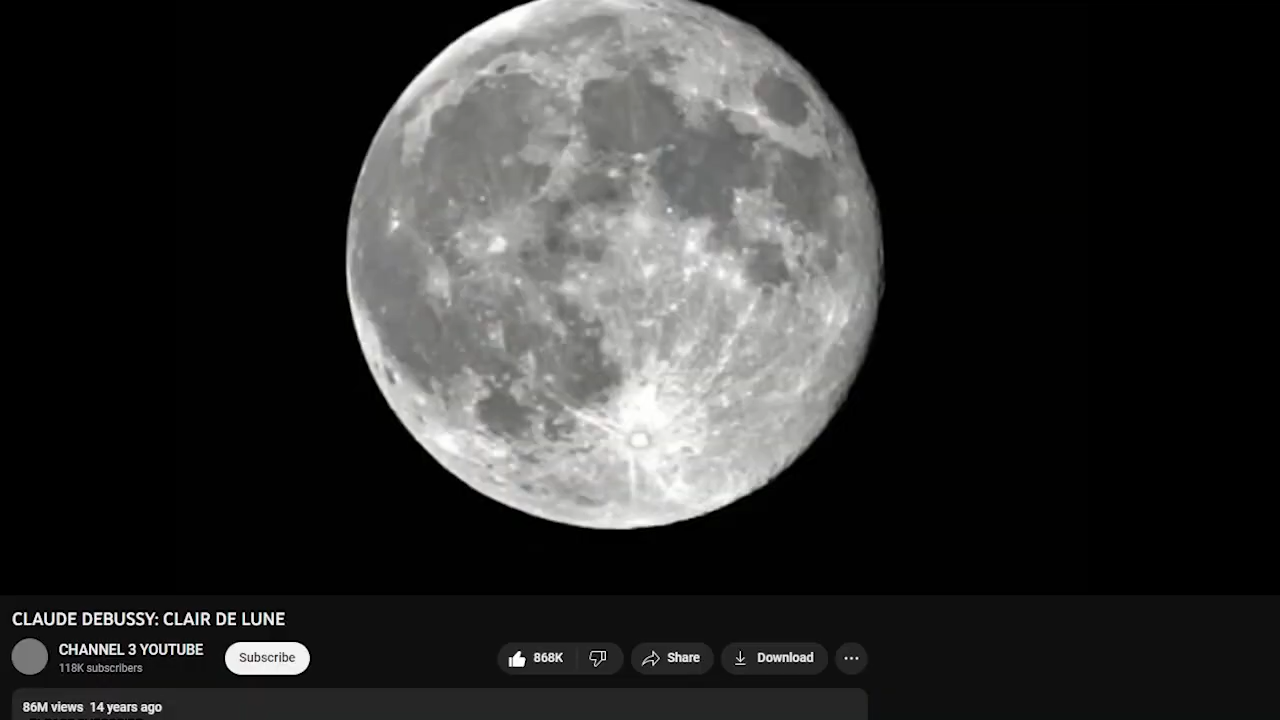 CLAUDE DEBUSSY: CLAIR DE LUNE
CHANNEL 3 YOUTUBE
118K subscribers
Subscribe
868K
Share
Download
86M views 14 years ago